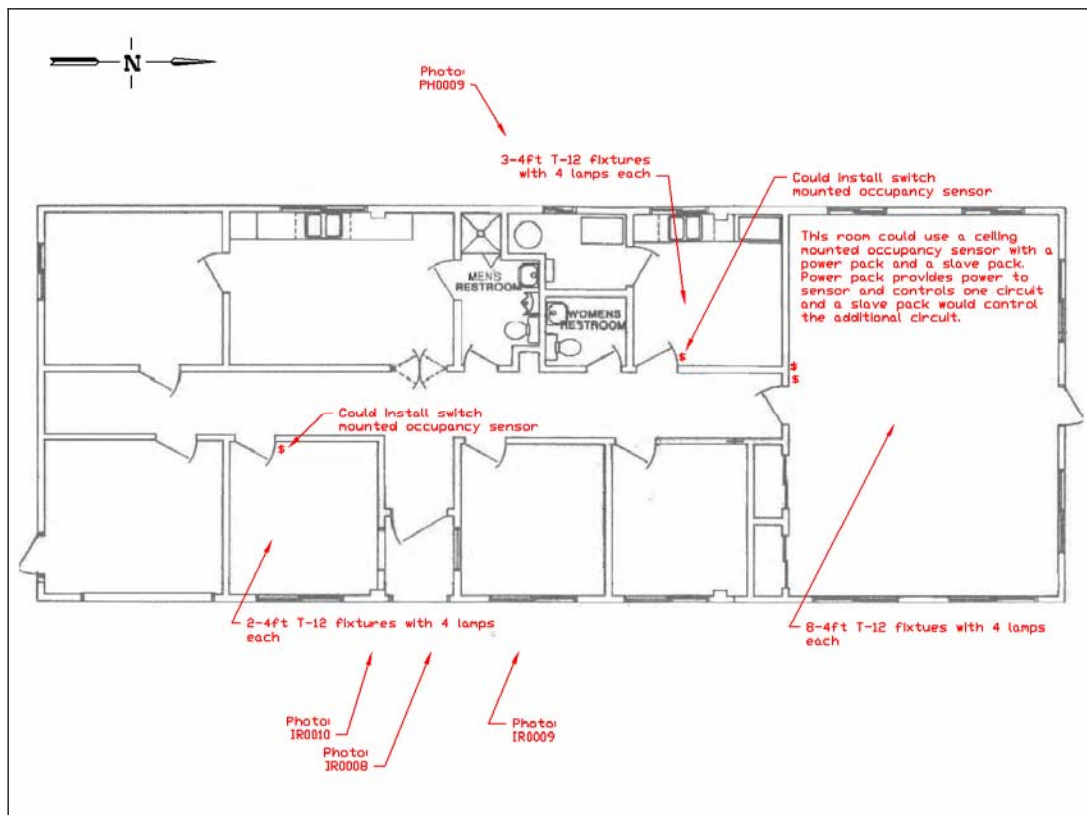 N
Photo:
PH0009
3-4ft T-12 fixtures
with 4 lamps each
Could install switch
mounted occupancy sensor
This room could use a ceiling
mounted occupancy sensor with a
power pack and a slave pack.
Power pack provides power to
sensor and controls one circuit
and a slave pack would control
the additional circuit.
MENS
RESTROOM
WOMENS
RESTROOM
$
$
$
Could install switch
mounted occupancy sensor
$
2-4ft T-12 fixtures with 4 lamps
each
8-4ft T-12 fixtues with 4 lamps
each
Photo:
IR0010
Photo:
IR0008
Photo:
IR0009